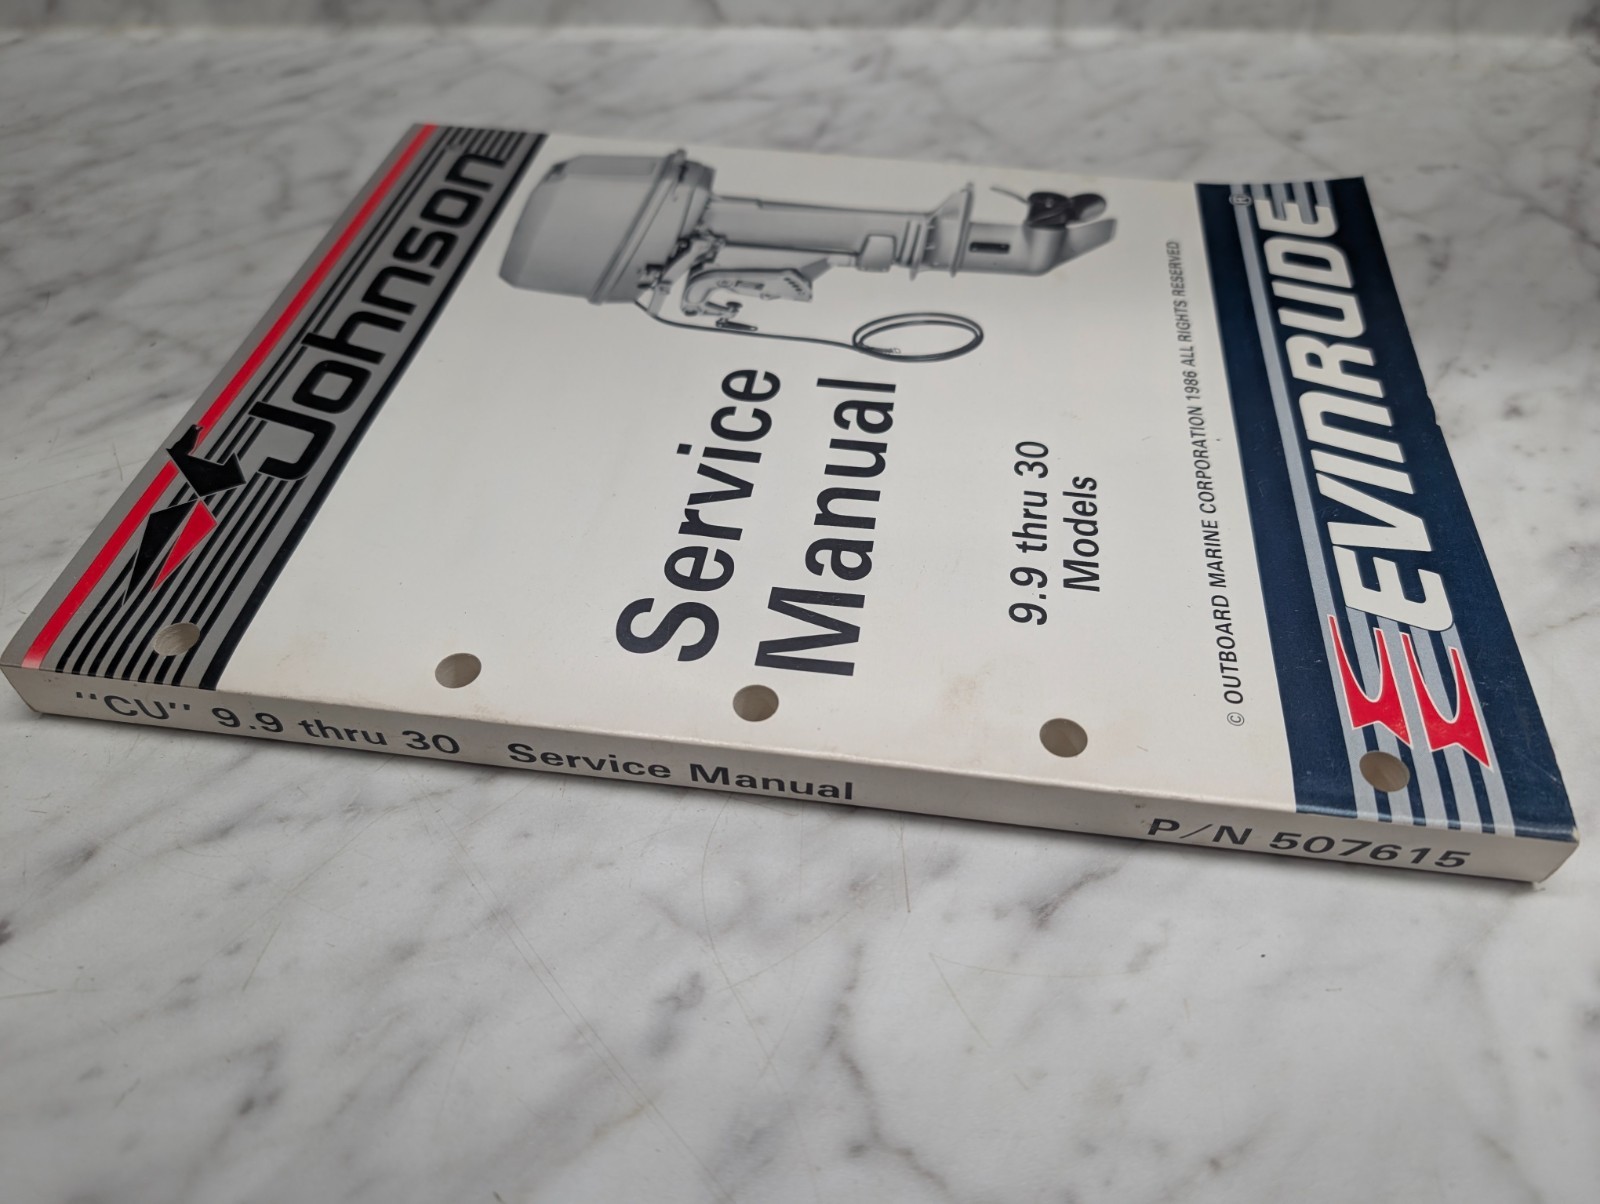 Johnson
Service
Manual
9.9 thru 30
Models
© OUTBOARD MARINE CORPORATION 1986 ALL RIGHTS RESERVED
EVINRUDE®
"CU" 9.9 thru 30 Service Manual P/N 507615